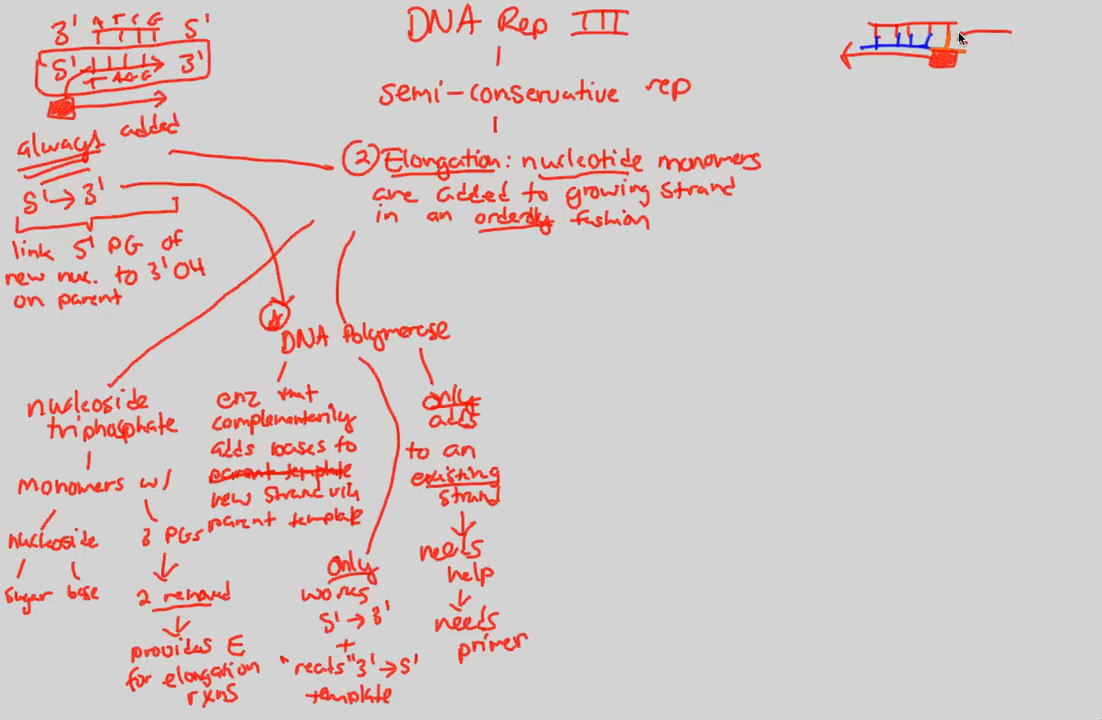 DNA Rep III
semi-conservative rep
② Elongation: nucleotide monomers
are added to growing strand
in an orderly fashion
3' A T C G 5'
5' 3'
T A G C
always added
5' → 3'
link 5' PG of
new nuc. to 3' OH
on parent
DNA Polymerase
nucleoside
triphosphate
monomers w/
nucleoside
sugar base
3 PGs
2 removed
provides E
for elongation
rxns
enz that
complementarily
adds bases to
parent template
new strand via
parent template
only
works
5' → 3'
+
"reads" 3' → 5'
template
only
adds
to an
existing
strand
needs
help
needs
primer